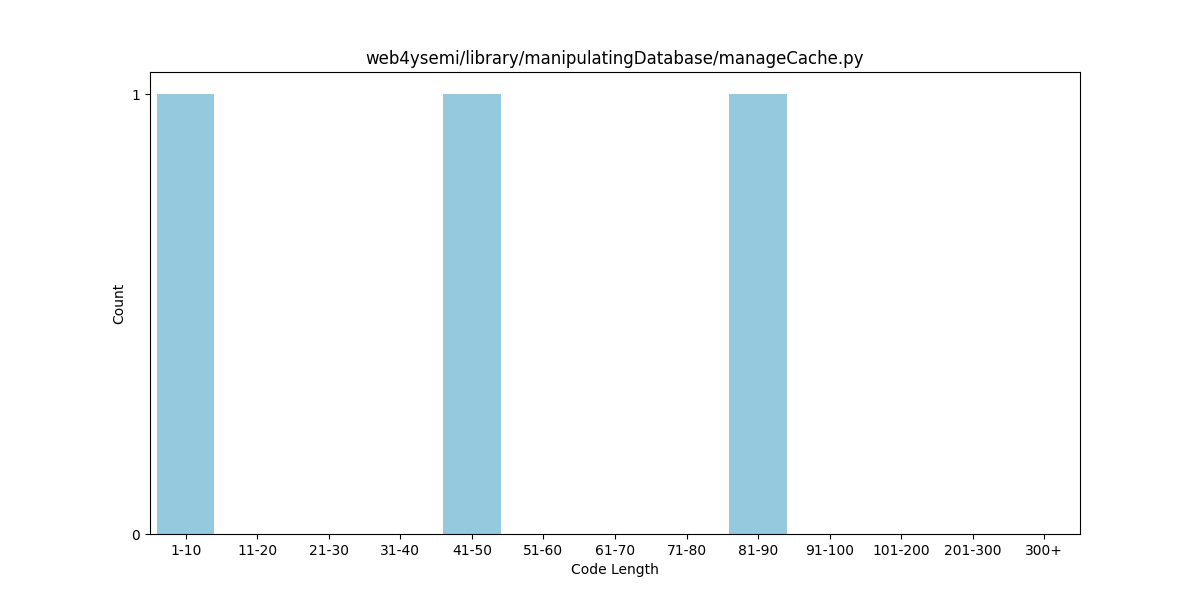 web4ysemi/library/manipulatingDatabase/manageCache.py
1
Count
0
1-10 11-20 21-30 31-40 41-50 51-60 61-70 71-80 81-90 91-100 101-200 201-300 300+
Code Length